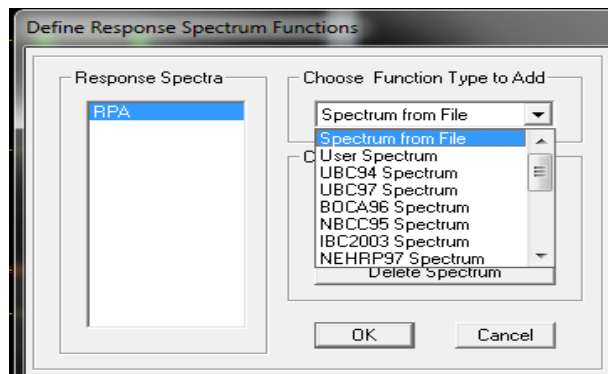 Define Response Spectrum Functions
Response Spectra
RPA
Choose Function Type to Add
Spectrum from File
Spectrum from File
User Spectrum
UBC94 Spectrum
UBC97 Spectrum
BOCA96 Spectrum
NBCC95 Spectrum
IBC2003 Spectrum
NEHRP97 Spectrum
Delete Spectrum
OK
Cancel